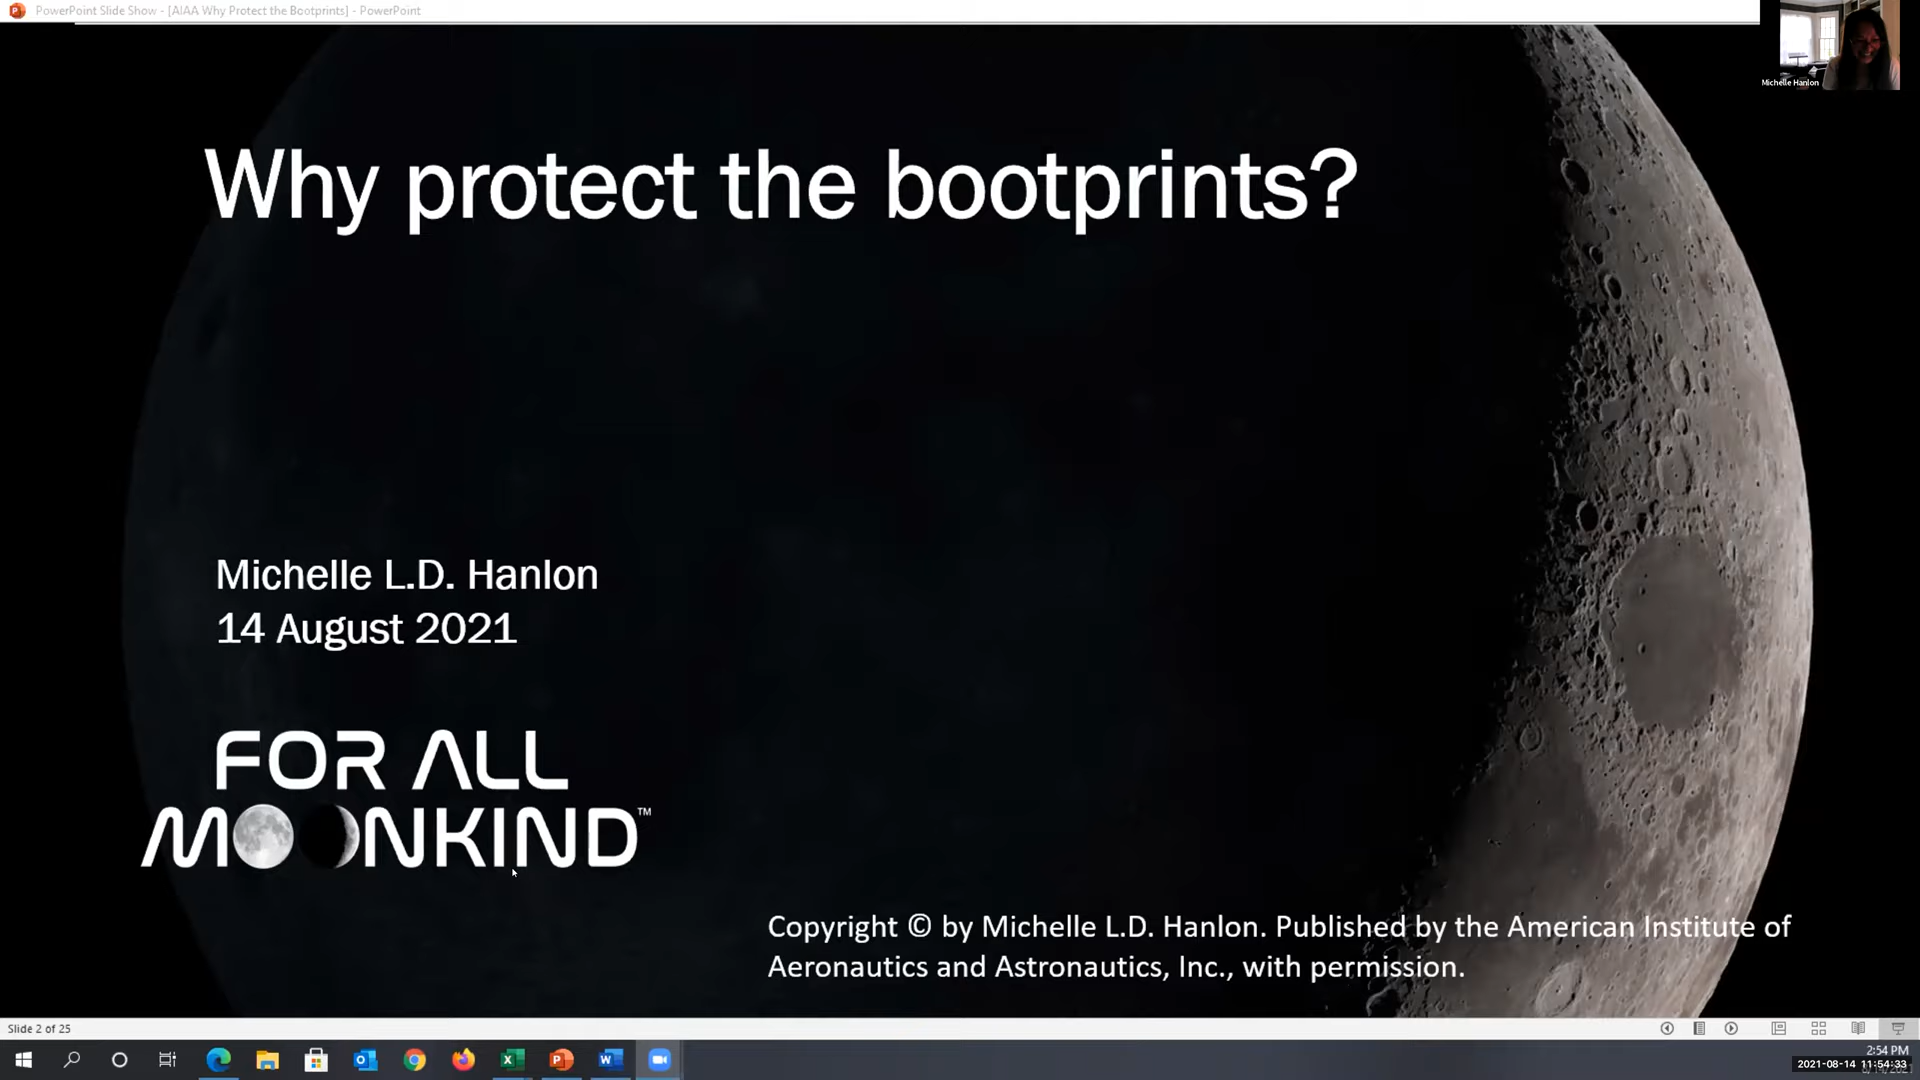 PowerPoint Slide Show - [AIAA Why Protect the Bootprints] - PowerPoint
Michelle Hanlon
Why protect the bootprints?
Michelle L.D. Hanlon
14 August 2021
FOR ALL
MOONKIND™
Copyright © by Michelle L.D. Hanlon. Published by the American Institute of
Aeronautics and Astronautics, Inc., with permission.
Slide 2 of 25
2:54 PM
2021-08-14 11:54:33